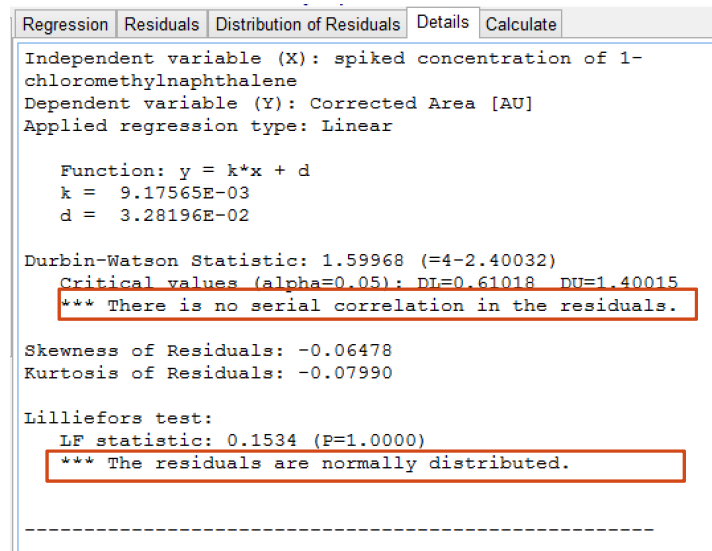 Regression Residuals Distribution of Residuals Details Calculate
Independent variable (X): spiked concentration of 1-
chloromethylnaphthalene
Dependent variable (Y): Corrected Area [AU]
Applied regression type: Linear
Function: y = k*x + d
k = 9.17565E-03
d = 3.28196E-02
Durbin-Watson Statistic: 1.59968 (=4-2.40032)
Critical values (alpha=0.05): DL=0.61018 DU=1.40015
*** There is no serial correlation in the residuals.
Skewness of Residuals: -0.06478
Kurtosis of Residuals: -0.07990
Lilliefors test:
LF statistic: 0.1534 (P=1.0000)
*** The residuals are normally distributed.
-----------------------------------------------------